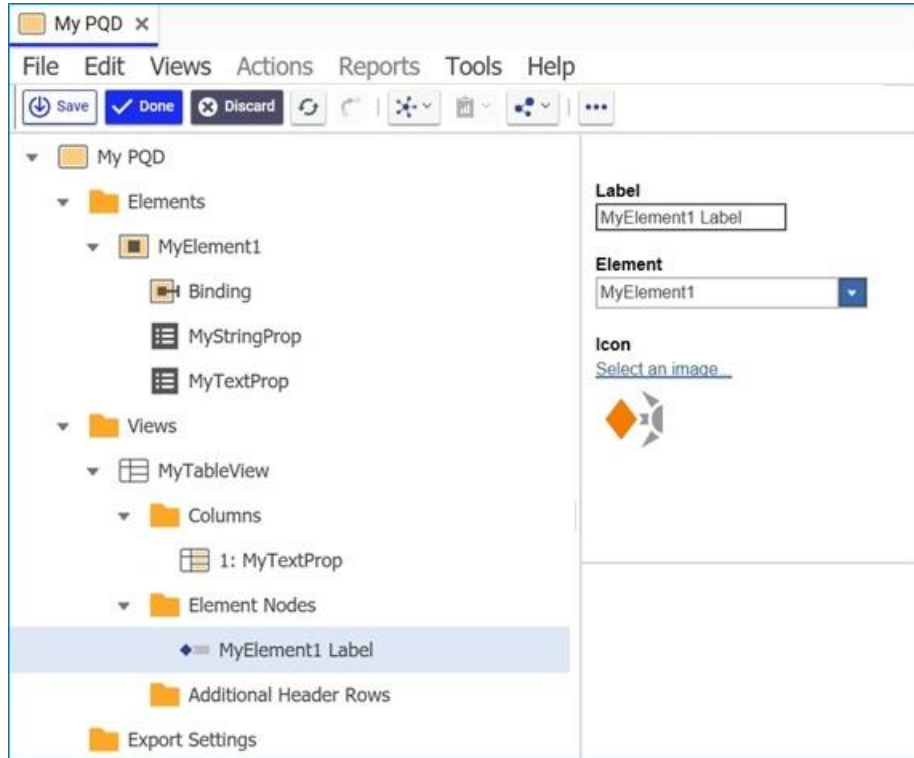 My PQD
File Edit Views Actions Reports Tools Help
Save Done Discard
My PQD
Elements
MyElement1
Binding
MyStringProp
MyTextProp
Views
MyTableView
Columns
1: MyTextProp
Element Nodes
MyElement1 Label
Additional Header Rows
Export Settings
Label
MyElement1 Label
Element
MyElement1
Icon
Select an image...